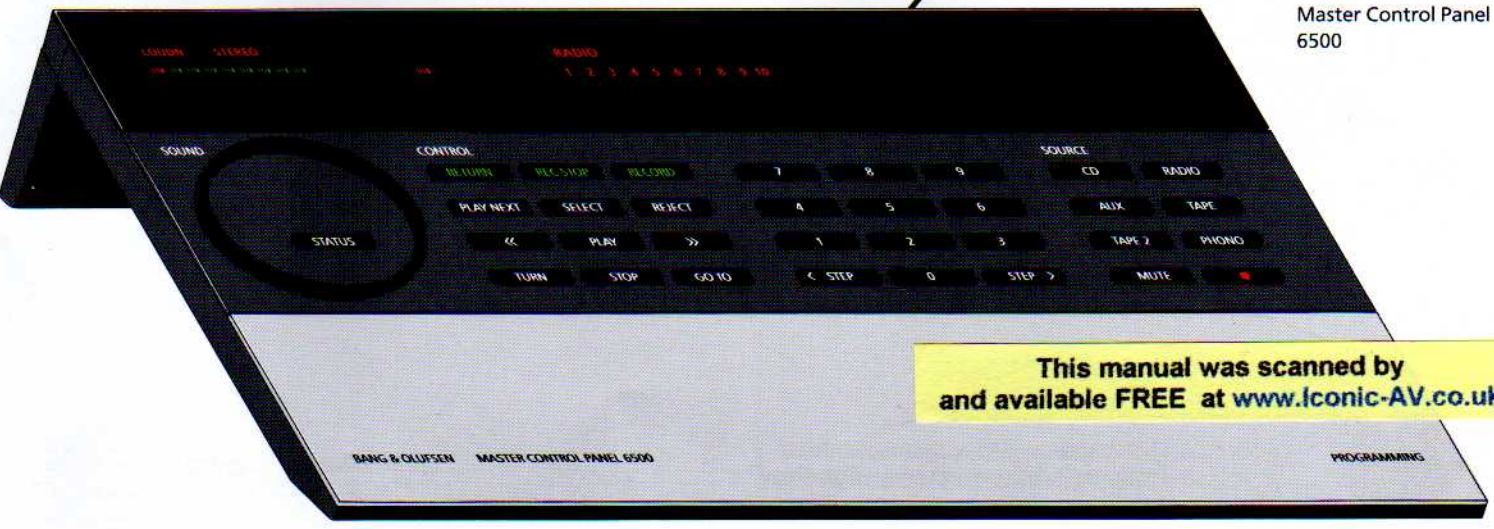 Master Control Panel
6500
LOUDN STEREO RADIO
1 2 3 4 5 6 7 8 9 10
SOUND CONTROL SOURCE
RETURN REC STOP RECORD 7 8 9 CD RADIO
PLAY NEXT SELECT REJECT 4 5 6 AUX TAPE
STATUS << PLAY >> 1 2 3 TAPE 2 PHONO
TURN STOP GO TO < STEP 0 STEP > MUTE
This manual was scanned by
and available FREE at www.Iconic-AV.co.uk
BANG & OLUFSEN MASTER CONTROL PANEL 6500 PROGRAMMING